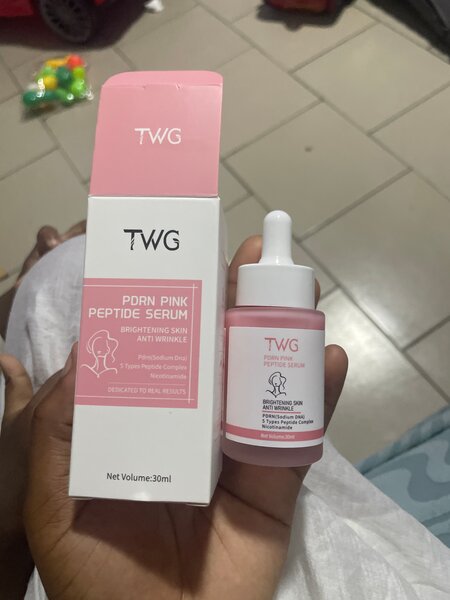 TWG
TWG
PDRN PINK
PEPTIDE SERUM
BRIGHTENING SKIN
ANTI WRINKLE
Pdrn(Sodium Dna)
5 Types Peptide Complex
Nicotinamide
DEDICATED TO REAL RESULTS
Net Volume:30ml
TWG
PDRN PINK
PEPTIDE SERUM
BRIGHTENING SKIN
ANTI WRINKLE
PDRN(Sodium DNA)
5 Types Peptide Complex
Nicotinamide
Net Volume:30ml